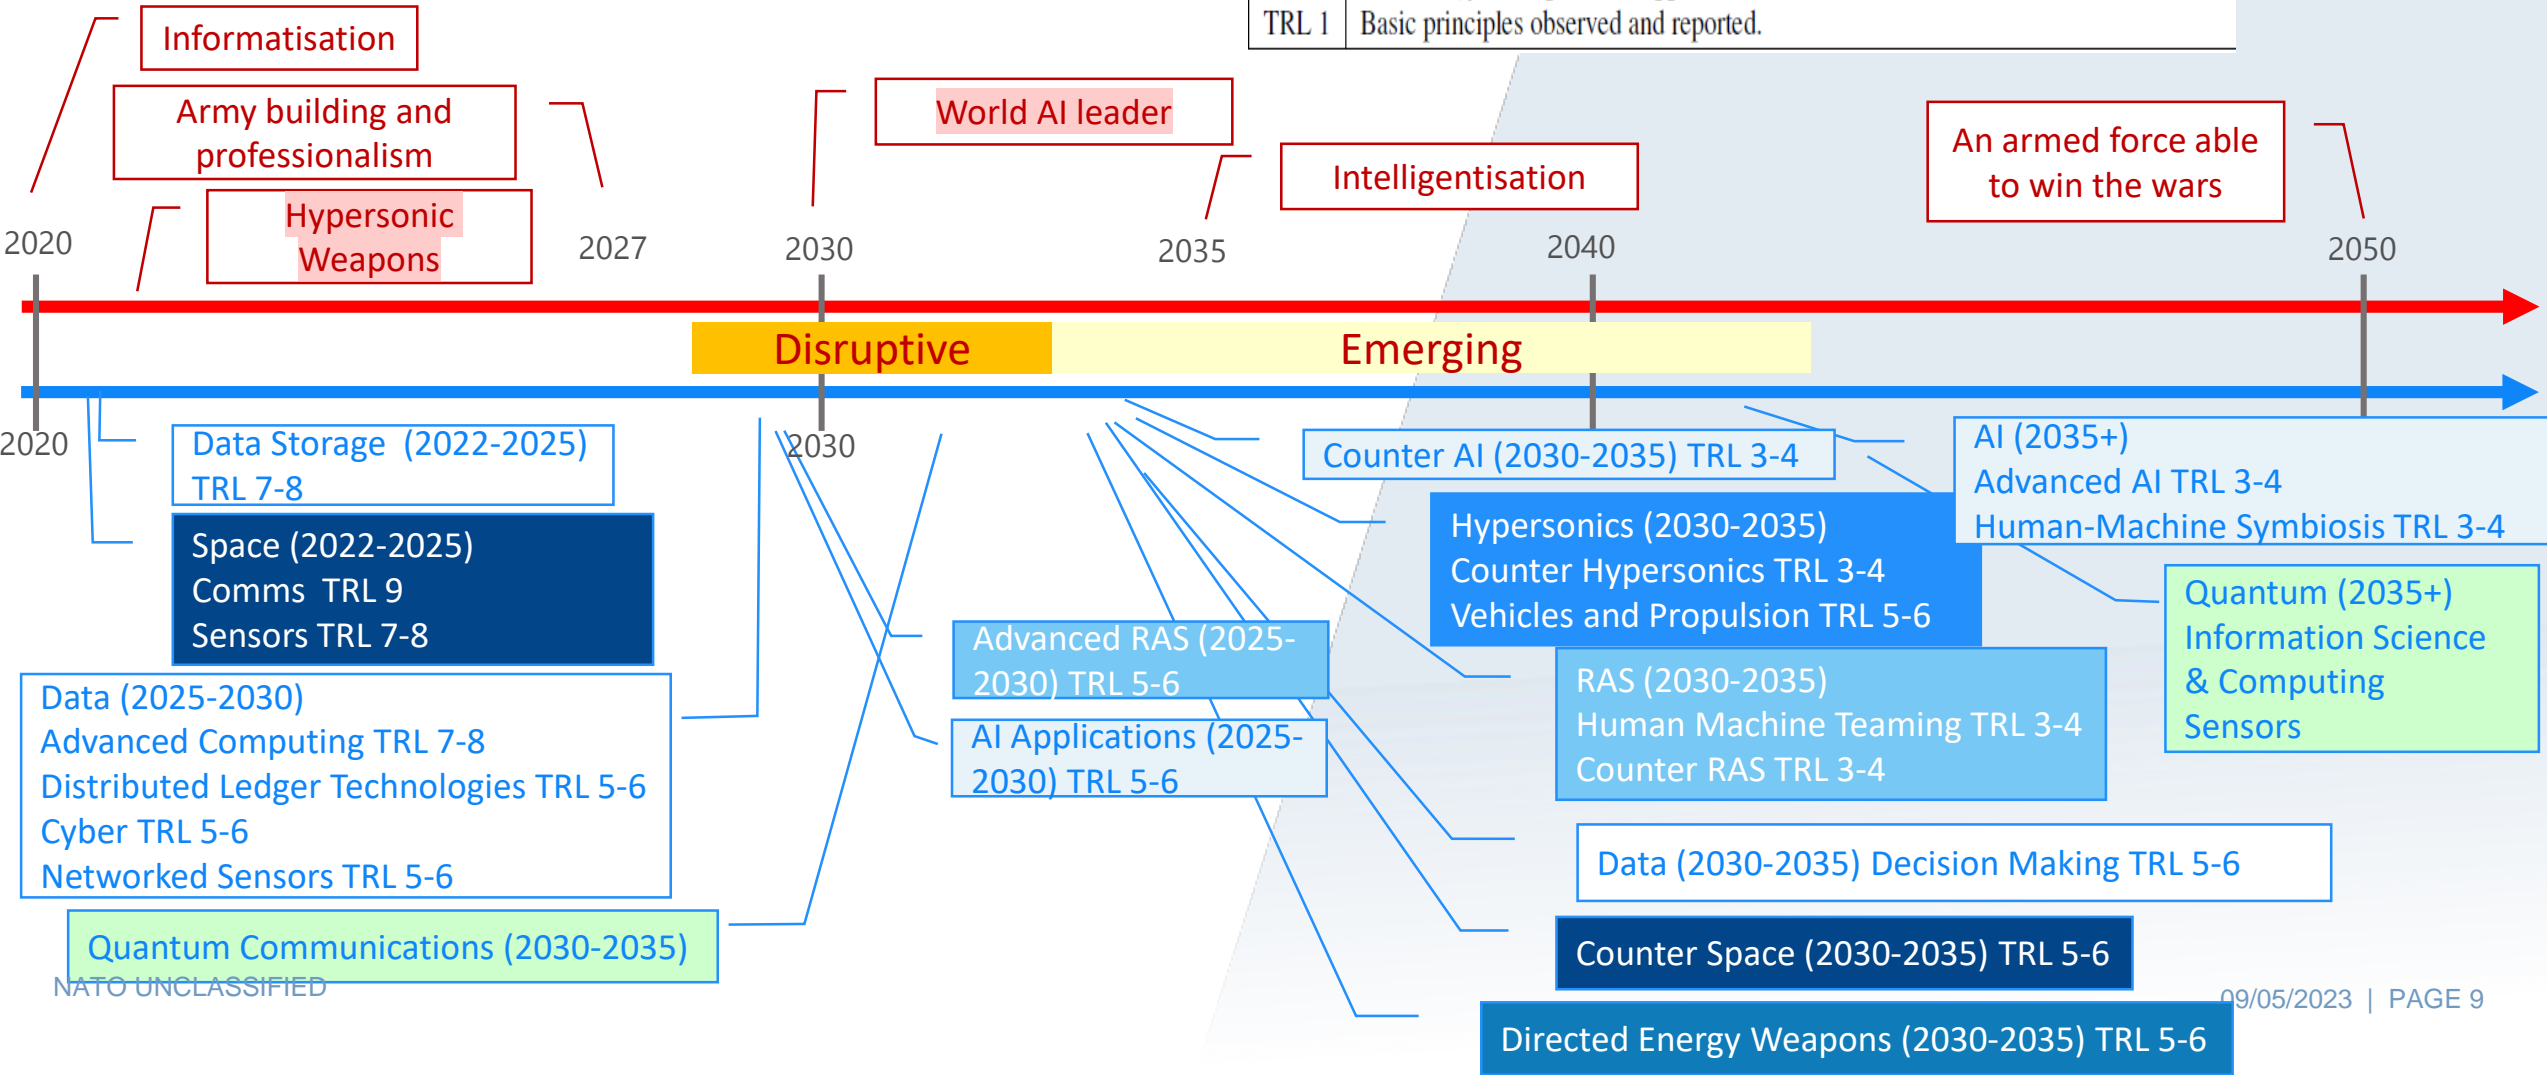 TRL 1 Basic principles observed and reported.
Informatisation
Army building and
professionalism
Hypersonic
Weapons
World AI leader
Intelligentisation
An armed force able
to win the wars
2020
2027
2030
2035
2040
2050
Disruptive
Emerging
2020
2030
Data Storage (2022-2025)
TRL 7-8
Space (2022-2025)
Comms TRL 9
Sensors TRL 7-8
Data (2025-2030)
Advanced Computing TRL 7-8
Distributed Ledger Technologies TRL 5-6
Cyber TRL 5-6
Networked Sensors TRL 5-6
Quantum Communications (2030-2035)
Advanced RAS (2025-
2030) TRL 5-6
AI Applications (2025-
2030) TRL 5-6
Counter AI (2030-2035) TRL 3-4
Hypersonics (2030-2035)
Counter Hypersonics TRL 3-4
Vehicles and Propulsion TRL 5-6
RAS (2030-2035)
Human Machine Teaming TRL 3-4
Counter RAS TRL 3-4
Data (2030-2035) Decision Making TRL 5-6
Counter Space (2030-2035) TRL 5-6
Directed Energy Weapons (2030-2035) TRL 5-6
AI (2035+)
Advanced AI TRL 3-4
Human-Machine Symbiosis TRL 3-4
Quantum (2035+)
Information Science
& Computing
Sensors
NATO UNCLASSIFIED
09/05/2023 | PAGE 9